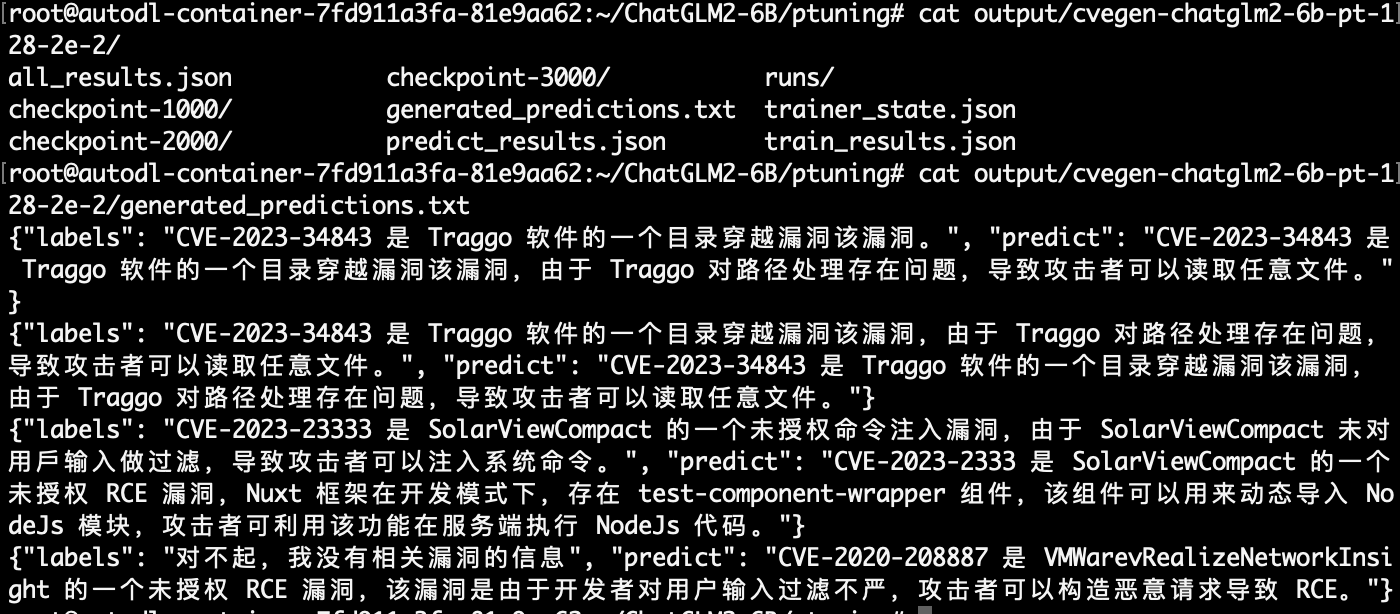 [root@autodl-container-7fd911a3fa-81e9aa62:~/ChatGLM2-6B/ptuning# cat output/cvegen-chatglm2-6b-pt-1]
28-2e-2/
all_results.json checkpoint-3000/ runs/
checkpoint-1000/ generated_predictions.txt trainer_state.json
checkpoint-2000/ predict_results.json train_results.json
[root@autodl-container-7fd911a3fa-81e9aa62:~/ChatGLM2-6B/ptuning# cat output/cvegen-chatglm2-6b-pt-1]
28-2e-2/generated_predictions.txt
{"labels": "CVE-2023-34843 是 Traggo 软件的一个目录穿越漏洞该漏洞。", "predict": "CVE-2023-34843 是
 Traggo 软件的一个目录穿越漏洞该漏洞，由于 Traggo 对路径处理存在问题，导致攻击者可以读取任意文件。"
}
{"labels": "CVE-2023-34843 是 Traggo 软件的一个目录穿越漏洞该漏洞，由于 Traggo 对路径处理存在问题，
导致攻击者可以读取任意文件。", "predict": "CVE-2023-34843 是 Traggo 软件的一个目录穿越漏洞该漏洞，
由于 Traggo 对路径处理存在问题，导致攻击者可以读取任意文件。"}
{"labels": "CVE-2023-23333 是 SolarViewCompact 的一个未授权命令注入漏洞，由于 SolarViewCompact 未对
用戶输入做过滤，导致攻击者可以注入系统命令。", "predict": "CVE-2023-2333 是 SolarViewCompact 的一个
未授权 RCE 漏洞，Nuxt 框架在开发模式下，存在 test-component-wrapper 组件，该组件可以用来动态导入 No
deJs 模块，攻击者可利用该功能在服务端执行 NodeJs 代码。"}
{"labels": "对不起，我没有相关漏洞的信息", "predict": "CVE-2020-208887 是 VMWarevRealizeNetworkInsi
ght 的一个未授权 RCE 漏洞，该漏洞是由于开发者对用户输入过滤不严，攻击者可以构造恶意请求导致 RCE。"}
root@autodl-container-7fd911a3fa-81e9aa62:~/ChatGLM2-6B/ptuning#